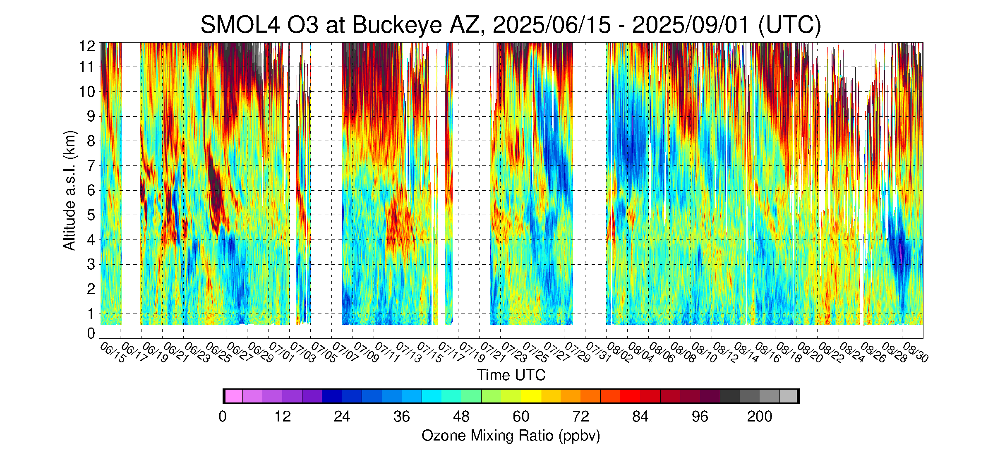 SMOL4 O3 at Buckeye AZ, 2025/06/15 - 2025/09/01 (UTC)
12
11
10
9
8
7
6
5
4
3
2
1
0
Altitude a.s.l. (km)
06/15 06/17 06/19 06/21 06/23 06/25 06/27 06/29 07/01 07/03 07/05 07/07 07/09 07/11 07/13 07/15 07/17 07/19 07/21 07/23 07/25 07/27 07/29 07/31 08/02 08/04 08/06 08/08 08/10 08/12 08/14 08/16 08/18 08/20 08/22 08/24 08/26 08/28 08/30
Time UTC
0 12 24 36 48 60 72 84 96 200
Ozone Mixing Ratio (ppbv)